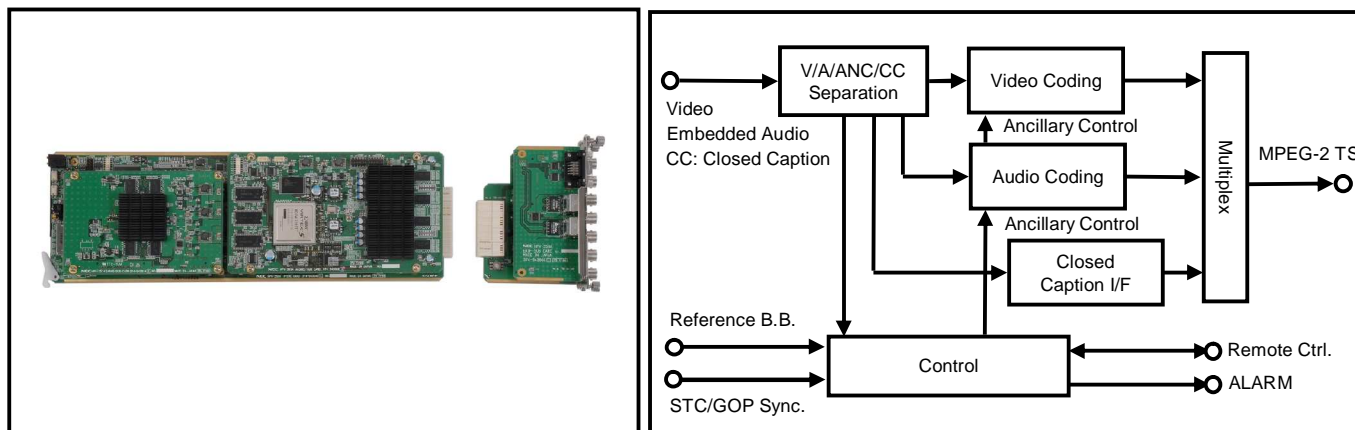 V/A/ANC/CC
Separation
Video Coding
Video
Embedded Audio
CC: Closed Caption
Ancillary Control
Audio Coding
Ancillary Control
Closed
Caption I/F
Multiplex
MPEG-2 TS
Reference B.B.
STC/GOP Sync.
Control
Remote Ctrl.
ALARM